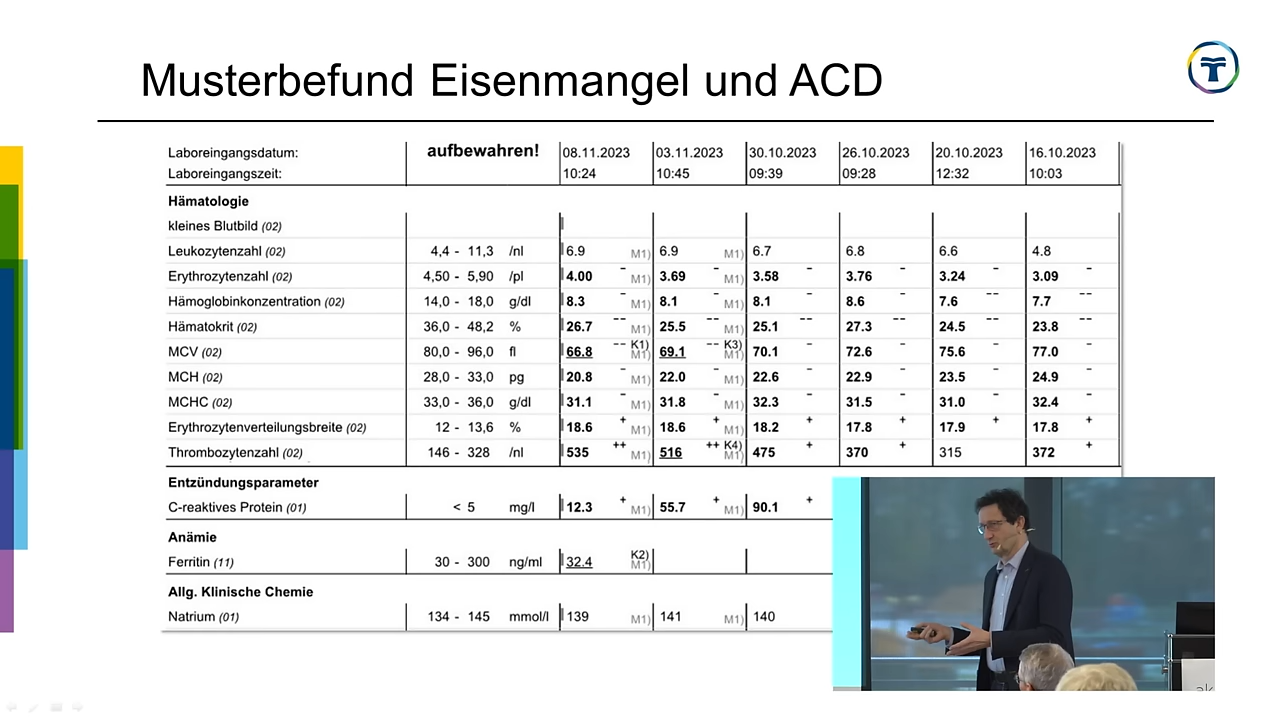 Musterbefund Eisenmangel und ACD
Laboreingangsdatum: aufbewahren! 08.11.2023 03.11.2023 30.10.2023 26.10.2023 20.10.2023 16.10.2023
Laboreingangszeit: 10:24 10:45 09:39 09:28 12:32 10:03
Hämatologie
kleines Blutbild (02)
Leukozytenzahl (02) 4,4 - 11,3 /nl 6.9 M1) 6.9 M1) 6.7 6.8 6.6 4.8
Erythrozytenzahl (02) 4,50 - 5,90 /pl 4.00 - M1) 3.69 - M1) 3.58 - 3.76 - 3.24 - 3.09 -
Hämoglobinkonzentration (02) 14,0 - 18,0 g/dl 8.3 - M1) 8.1 - M1) 8.1 - 8.6 - 7.6 -- 7.7 --
Hämatokrit (02) 36,0 - 48,2 % 26.7 -- M1) 25.5 -- M1) 25.1 -- 27.3 -- 24.5 -- 23.8 --
MCV (02) 80,0 - 96,0 fl 66.8 -- K1) M1) 69.1 -- K3) M1) 70.1 - 72.6 - 75.6 - 77.0 -
MCH (02) 28,0 - 33,0 pg 20.8 - M1) 22.0 - M1) 22.6 - 22.9 - 23.5 - 24.9 -
MCHC (02) 33,0 - 36,0 g/dl 31.1 - M1) 31.8 - M1) 32.3 - 31.5 - 31.0 - 32.4 -
Erythrozytenverteilungsbreite (02) 12 - 13,6 % 18.6 + M1) 18.6 + M1) 18.2 + 17.8 + 17.9 + 17.8 +
Thrombozytenzahl (02) 146 - 328 /nl 535 ++ M1) 516 ++ K4) M1) 475 + 370 + 315 372 +
Entzündungsparameter
C-reaktives Protein (01) < 5 mg/l 12.3 + M1) 55.7 + M1) 90.1 +
Anämie
Ferritin (11) 30 - 300 ng/ml 32.4 K2) M1)
Allg. Klinische Chemie
Natrium (01) 134 - 145 mmol/l 139 M1) 141 M1) 140
ak